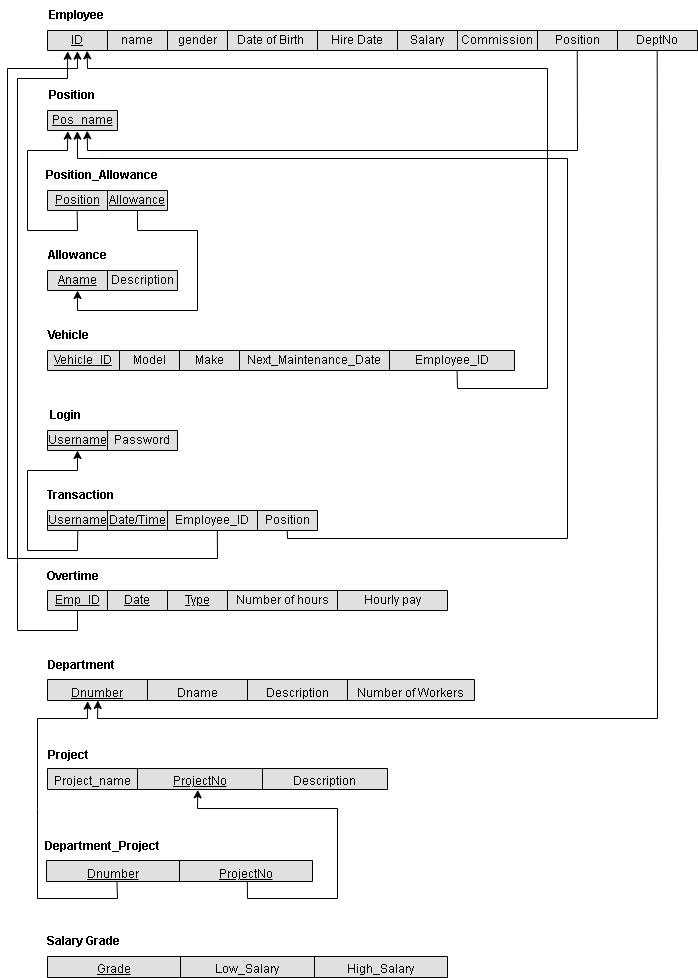 Employee
ID name gender Date of Birth Hire Date Salary Commission Position DeptNo
Position
Pos_name
Position_Allowance
Position Allowance
Allowance
Aname Description
Vehicle
Vehicle_ID Model Make Next_Maintenance_Date Employee_ID
Login
Username Password
Transaction
Username Date/Time Employee_ID Position
Overtime
Emp_ID Date Type Number of hours Hourly pay
Department
Dnumber Dname Description Number of Workers
Project
Project_name ProjectNo Description
Department_Project
Dnumber ProjectNo
Salary Grade
Grade Low_Salary High_Salary